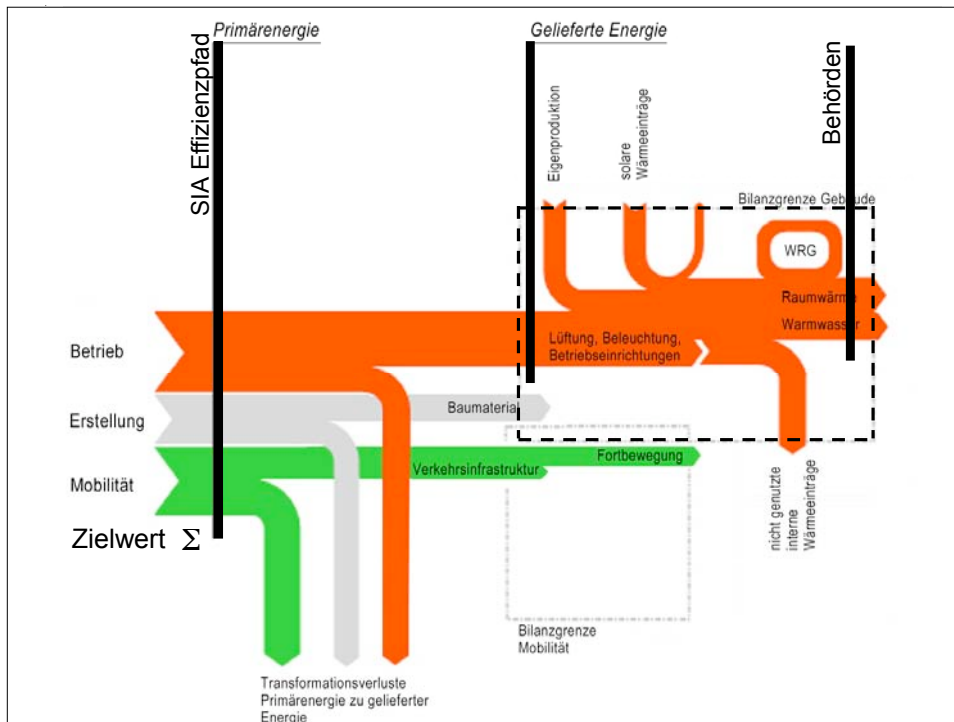 Primärenergie
Gelieferte Energie
SIA Effizienzpfad
Behörden
Eigenproduktion
solare
Wärmeeinträge
Bilanzgrenze Gebäude
WRG
Raumwärme
Warmwasser
Betrieb
Lüftung, Beleuchtung,
Betriebseinrichtungen
Erstellung
Baumaterial
Mobilität
Verkehrsinfrastruktur
Fortbewegung
Zielwert Σ
nicht genutzte
interne
Wärmeeinträge
Bilanzgrenze
Mobilität
Transformationsverluste
Primärenergie zu gelieferter
Energie